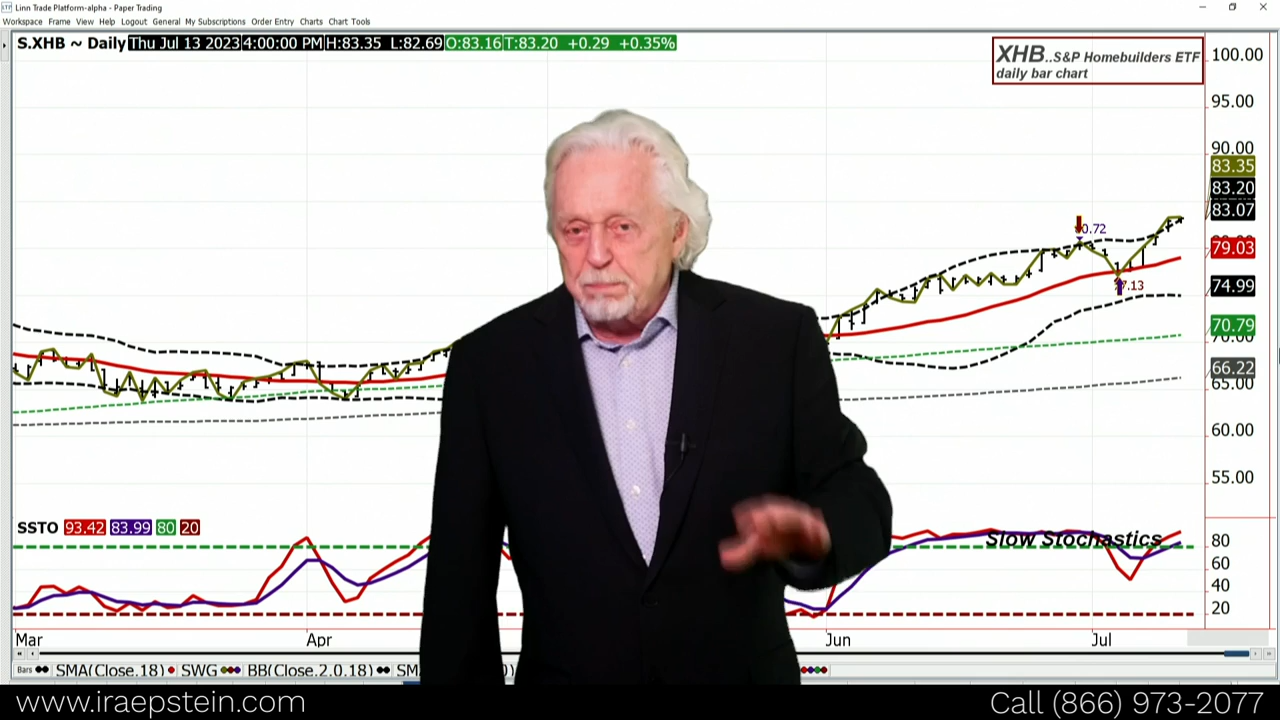 Linn Trade Platform-alpha - Paper Trading
Workspace Frame View Help Logout General My Subscriptions Order Entry Charts Chart Tools
S.XHB ~ Daily Thu Jul 13 2023 4:00:00 PM H:83.35 L:82.69 O:83.16 T:83.20 +0.29 +0.35%
XHB..S&P Homebuilders ETF
daily bar chart
100.00
95.00
90.00
83.35
83.20
83.07
79.03
74.99
70.79
70.00
66.22
65.00
60.00
55.00
0.72
7.13
SSTO 93.42 83.99 80 20
Slow Stochastics
80
60
40
20
Mar Apr Jun Jul
Bars SMA(Close,18) SWG BB(Close,2.0,18)
www.iraepstein.com
Call (866) 973-2077